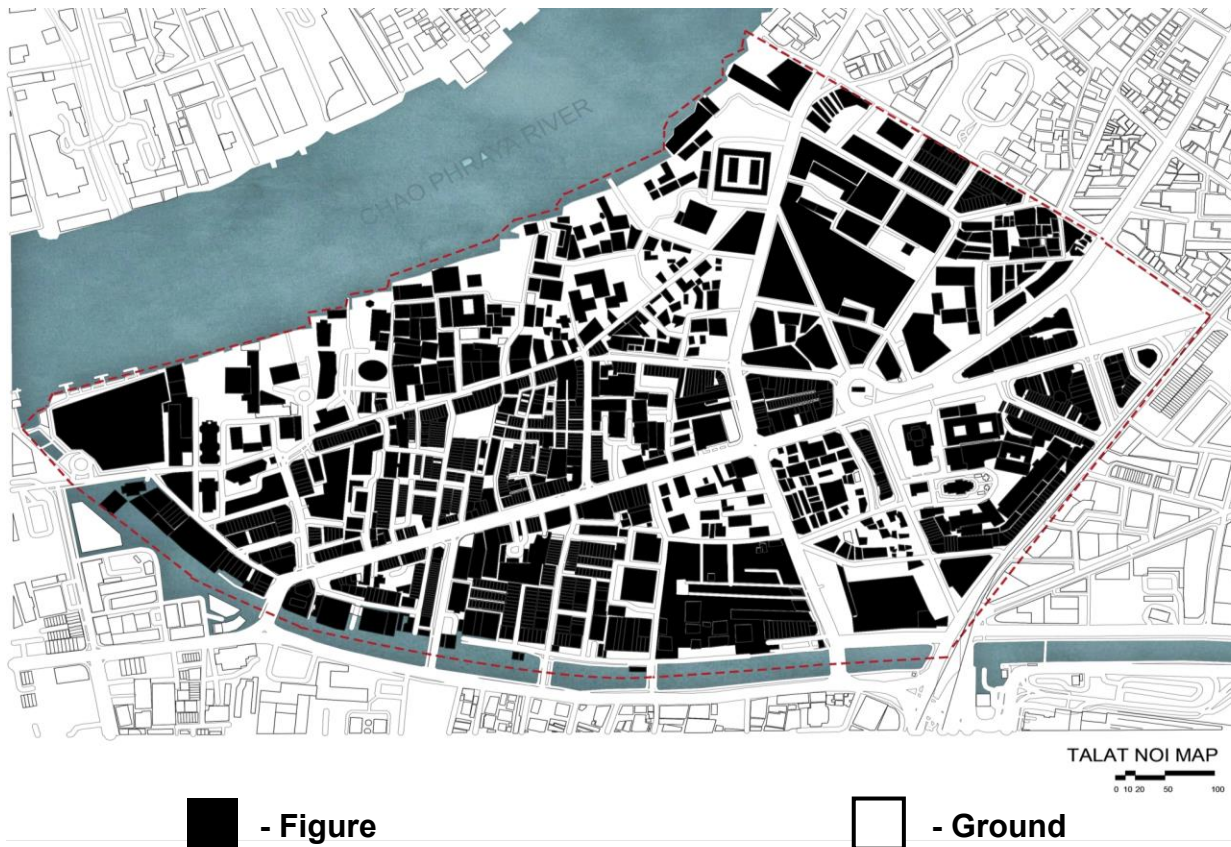 CHAO PHRAYA RIVER
TALAT NOI MAP
0 10 20 50 100
- Figure
- Ground